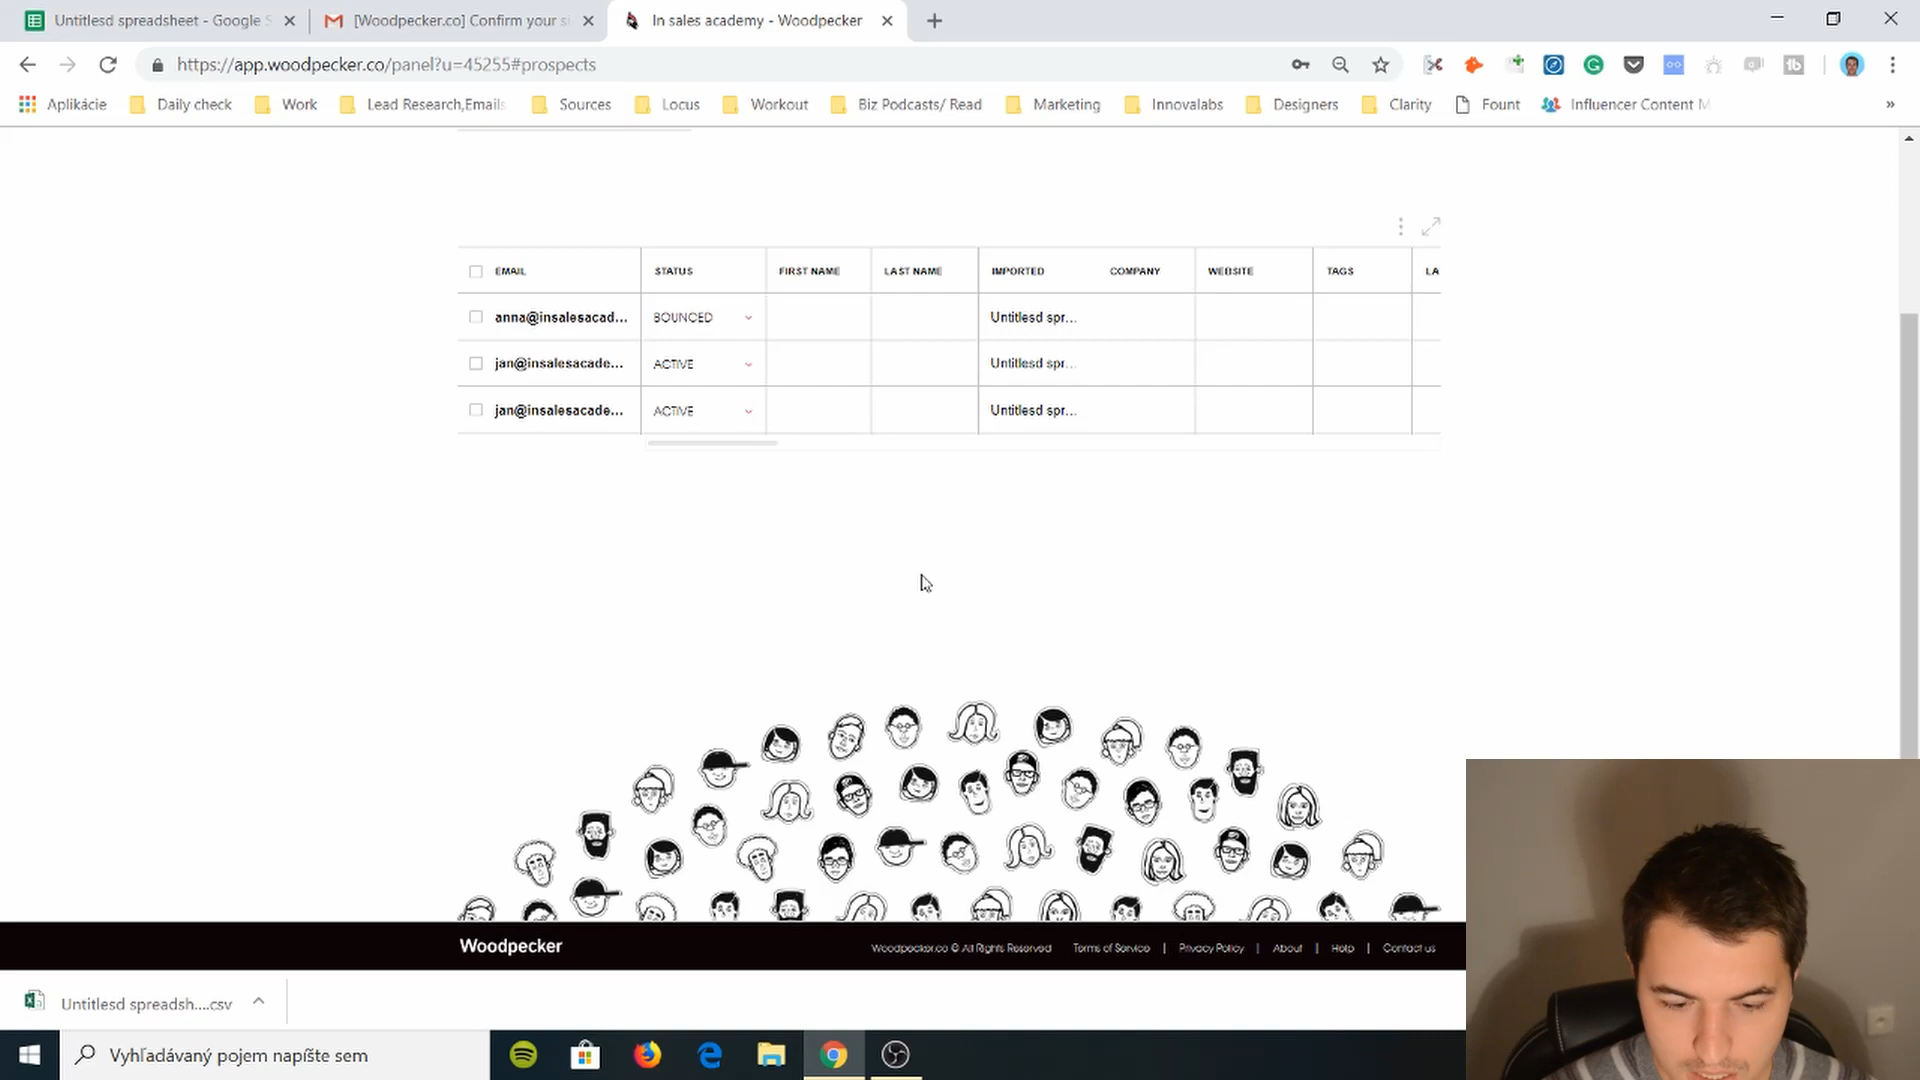 Untitlesd spreadsheet - Google S
[Woodpecker.co] Confirm your si
In sales academy - Woodpecker
https://app.woodpecker.co/panel?u=45255#prospects
Aplikácie
Daily check
Work
Lead Research,Emails
Sources
Locus
Workout
Biz Podcasts/ Read
Marketing
Innovalabs
Designers
Clarity
Fount
Influencer Content M
EMAIL STATUS FIRST NAME LAST NAME IMPORTED COMPANY WEBSITE TAGS LA
anna@insalesacad... BOUNCED Untitlesd spr...
jan@insalesacade... ACTIVE Untitlesd spr...
jan@insalesacade... ACTIVE Untitlesd spr...
Woodpecker
Woodpecker.co © All Rights Reserved Terms of Service | Privacy Policy | About | Help | Contact us
Untitlesd spreadsh....csv
Vyhľadávaný pojem napíšte sem